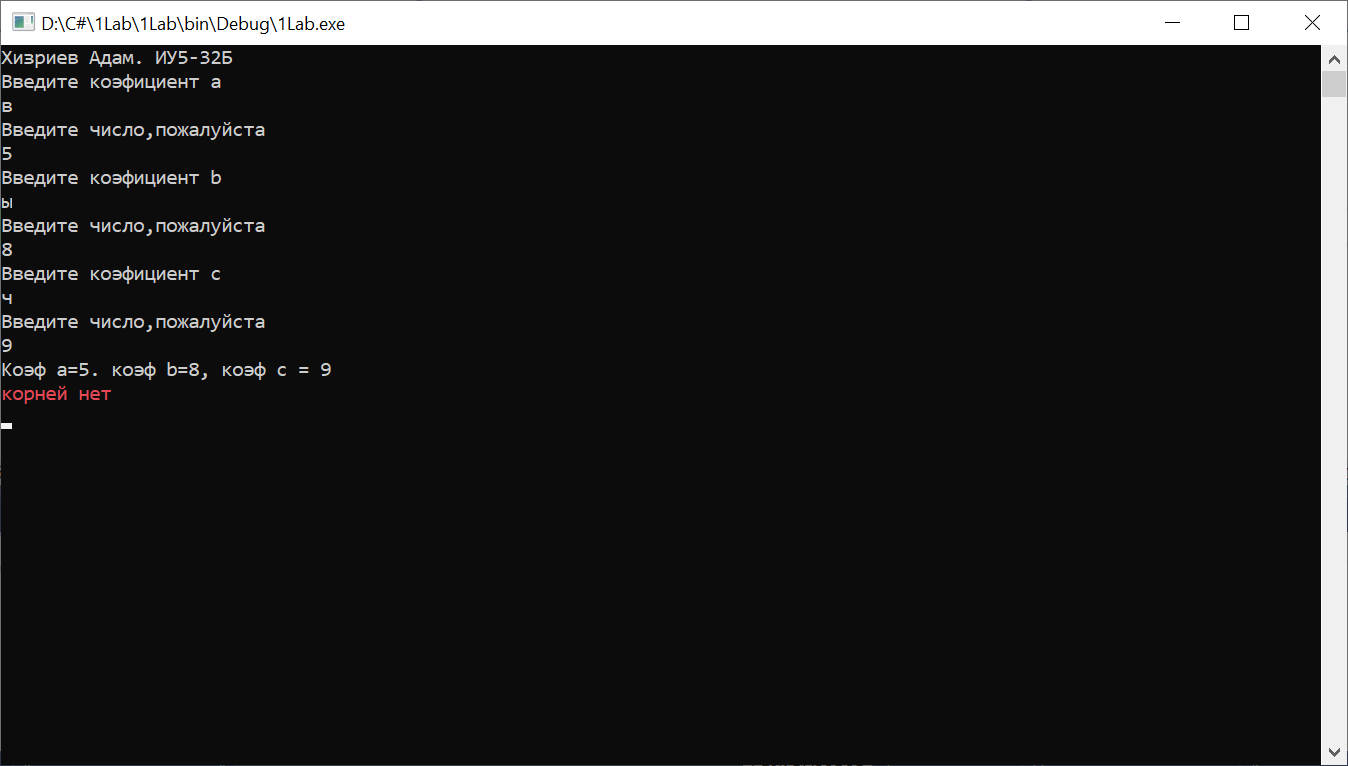 D:\C#\1Lab\1Lab\bin\Debug\1Lab.exe
Хизриев Адам. ИУ5-32Б
Введите коэфициент a
в
Введите число,пожалуйста
5
Введите коэфициент b
ы
Введите число,пожалуйста
8
Введите коэфициент c
ч
Введите число,пожалуйста
9
Коэф a=5. коэф b=8, коэф c = 9
корней нет